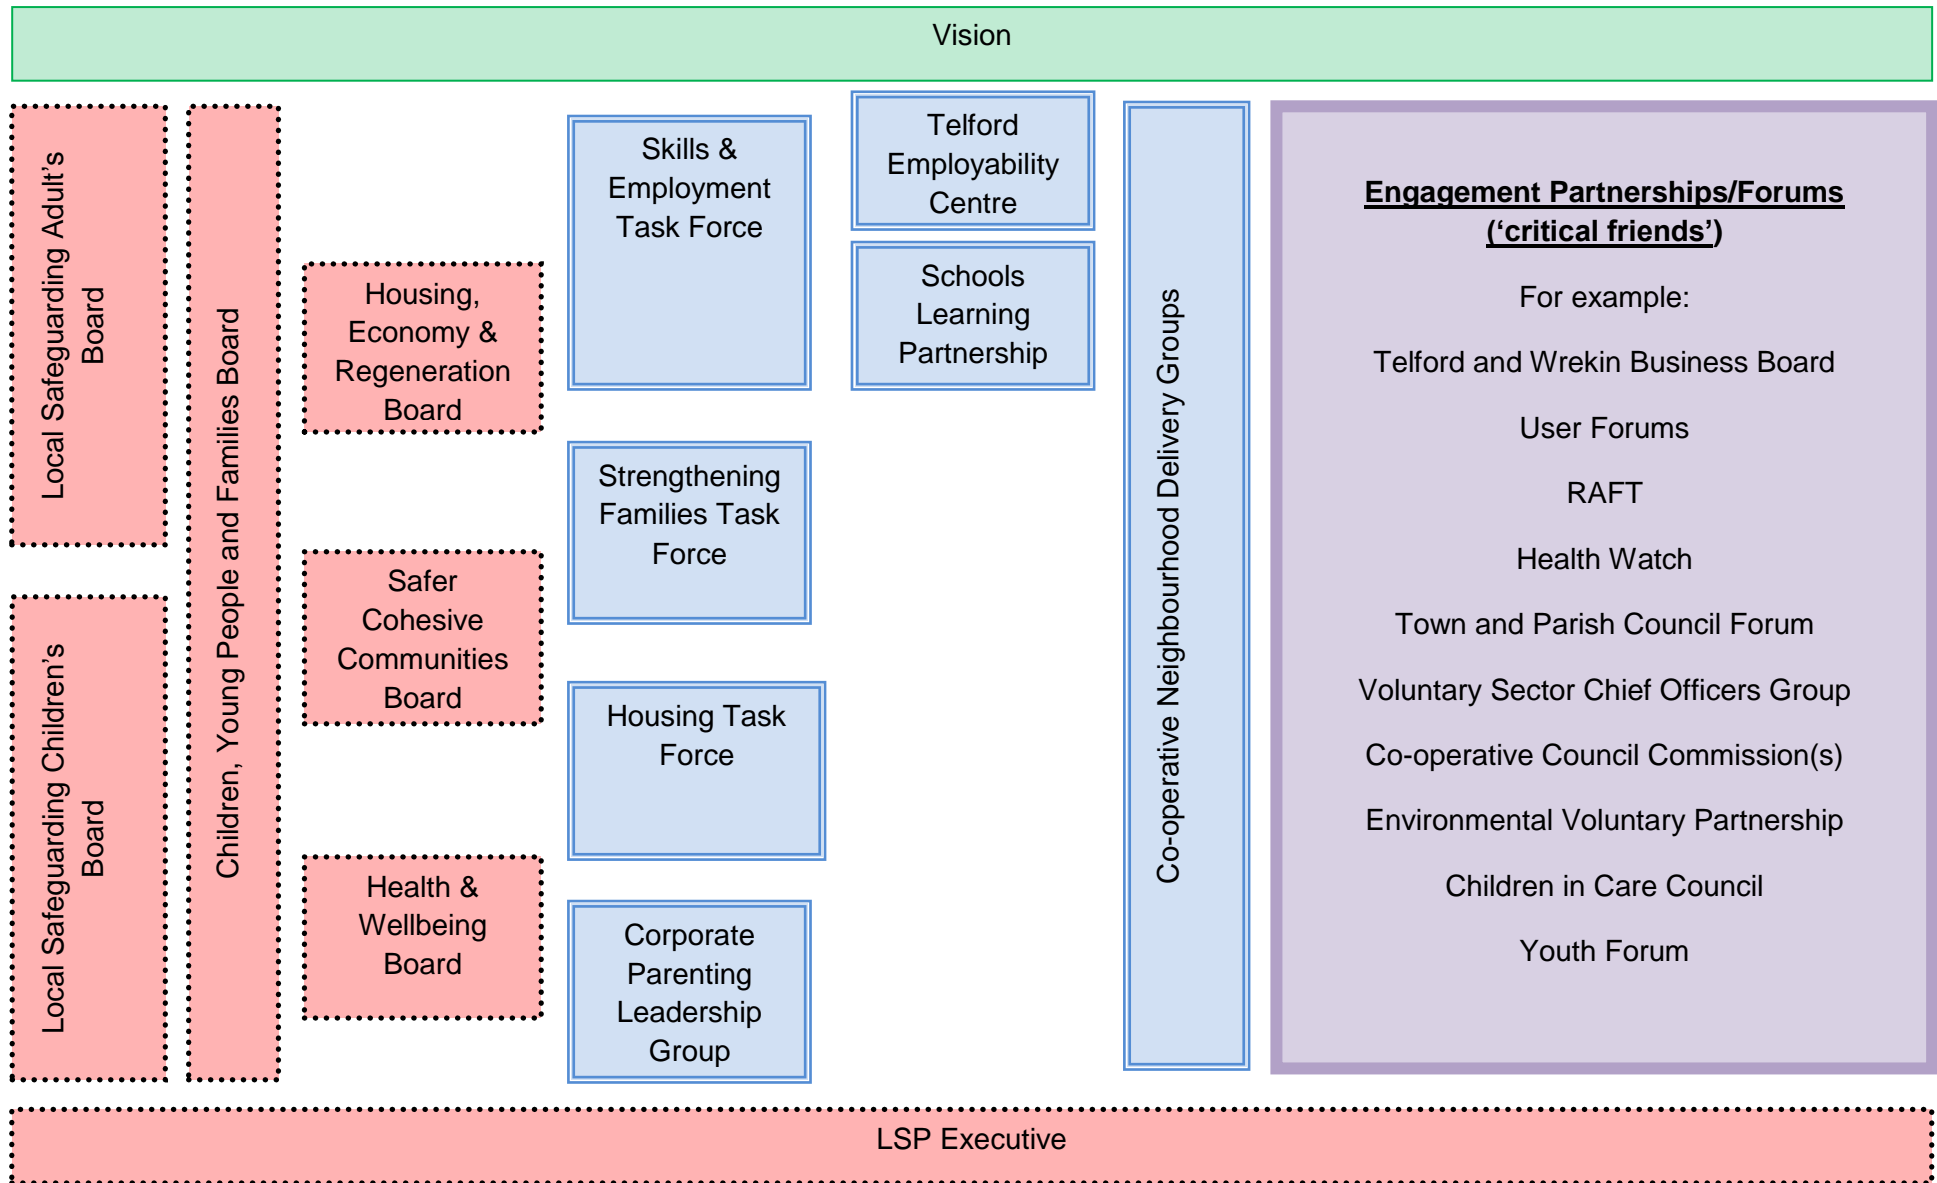 Vision
Local Safeguarding Adult's
Board
Local Safeguarding Children's
Board
Children, Young People and Families Board
Housing,
Economy &
Regeneration
Board
Safer
Cohesive
Communities
Board
Health &
Wellbeing
Board
Skills &
Employment
Task Force
Strengthening
Families Task
Force
Housing Task
Force
Corporate
Parenting
Leadership
Group
Telford
Employability
Centre
Schools
Learning
Partnership
Co-operative Neighbourhood Delivery Groups
Engagement Partnerships/Forums
(‘critical friends’)
For example:
Telford and Wrekin Business Board
User Forums
RAFT
Health Watch
Town and Parish Council Forum
Voluntary Sector Chief Officers Group
Co-operative Council Commission(s)
Environmental Voluntary Partnership
Children in Care Council
Youth Forum
LSP Executive